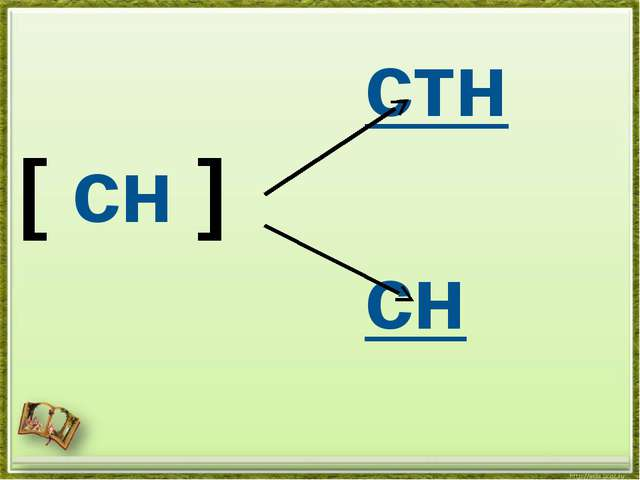 стн
[ сн ]
сн